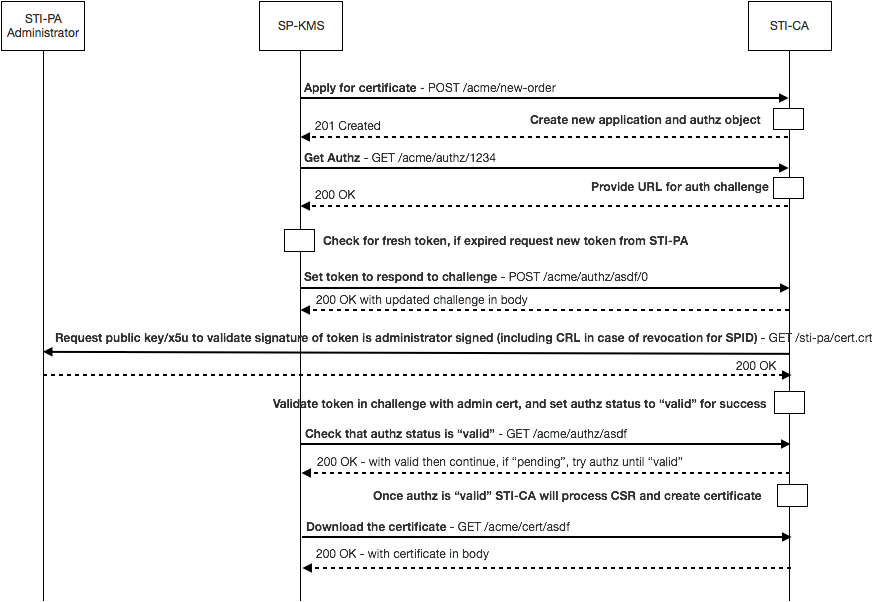 STI-PA
Administrator
SP-KMS
STI-CA
Apply for certificate - POST /acme/new-order
Create new application and authz object
201 Created
Get Authz - GET /acme/authz/1234
Provide URL for auth challenge
200 OK
Check for fresh token, if expired request new token from STI-PA
Set token to respond to challenge - POST /acme/authz/asdf/0
200 OK with updated challenge in body
Request public key/x5u to validate signature of token is administrator signed (including CRL in case of revocation for SPID) - GET /sti-pa/cert.crt
200 OK
Validate token in challenge with admin cert, and set authz status to “valid” for success
Check that authz status is “valid” - GET /acme/authz/asdf
200 OK - with valid then continue, if “pending”, try authz until “valid”
Once authz is “valid” STI-CA will process CSR and create certificate
Download the certificate - GET /acme/cert/asdf
200 OK - with certificate in body